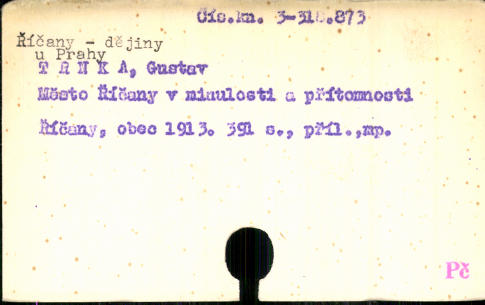 Čís.kn. 3-318.873
Říčany - dějiny
u Prahy
T R N K A, Gustav
Město Říčany v minulosti a přítomnosti
Říčany, obec 1913. 391 s., příl.,mp.
Pč